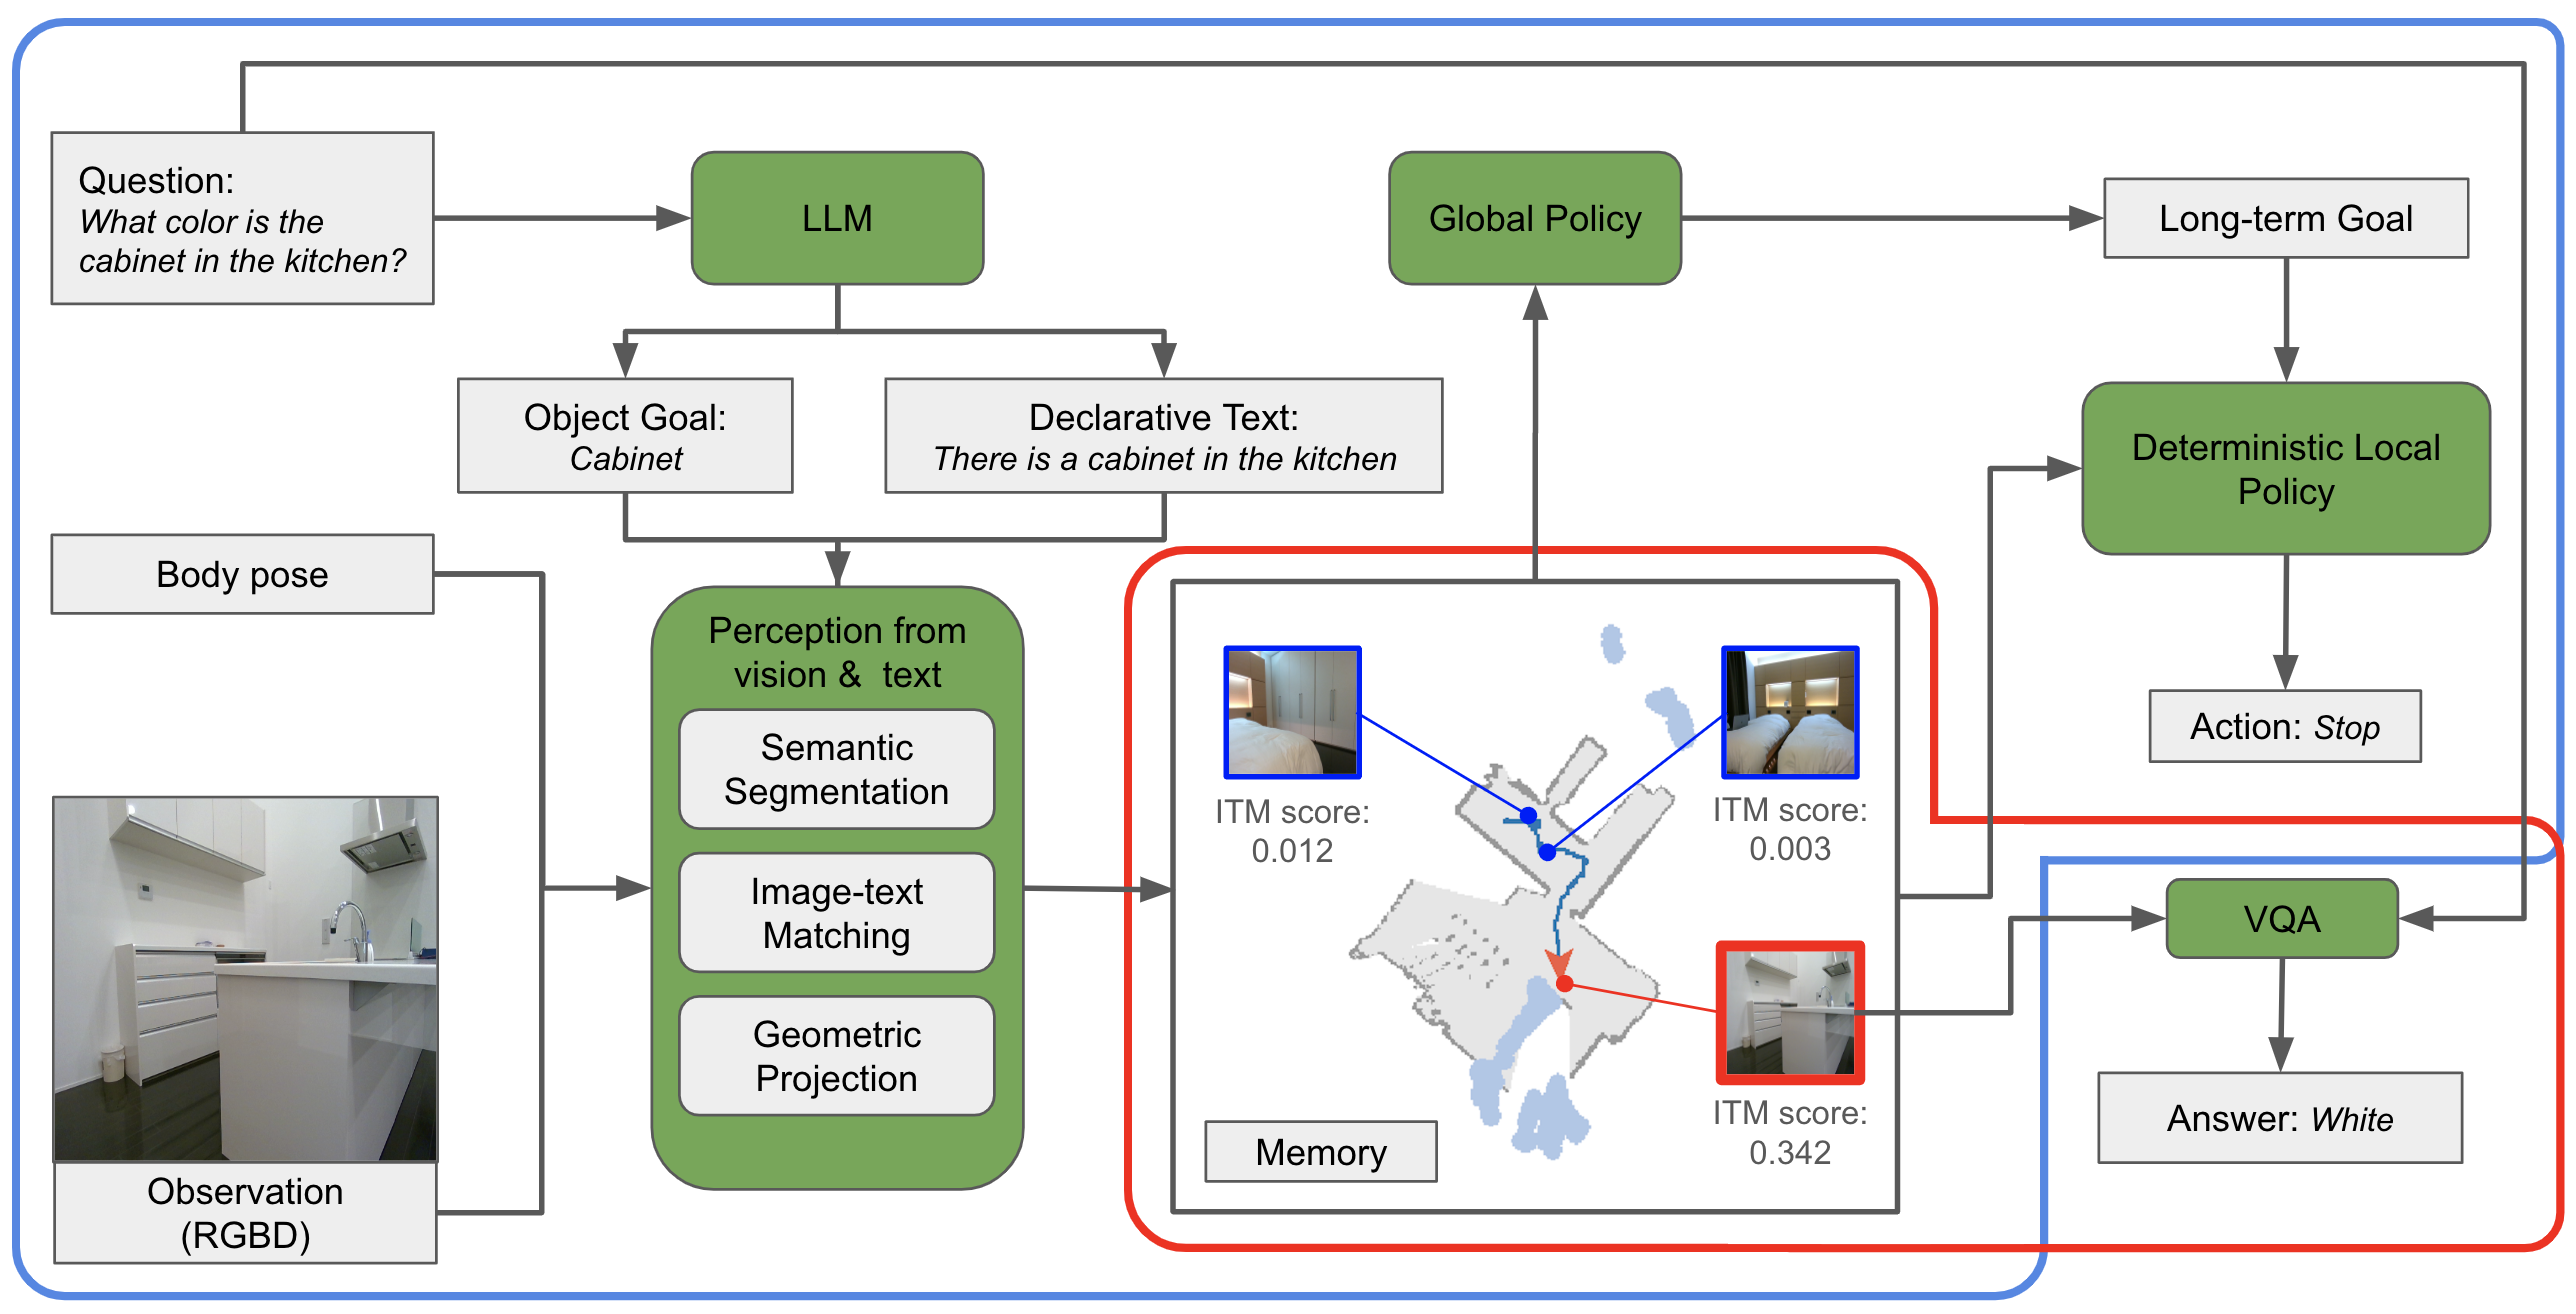 Question:
What color is the
cabinet in the kitchen?
LLM
Global Policy
Long-term Goal
Object Goal:
Cabinet
Declarative Text:
There is a cabinet in the kitchen
Deterministic Local
Policy
Body pose
Perception from
vision & text
Semantic
Segmentation
Image-text
Matching
Geometric
Projection
Action: Stop
ITM score:
0.012
ITM score:
0.003
VQA
ITM score:
0.342
Memory
Answer: White
Observation
(RGBD)